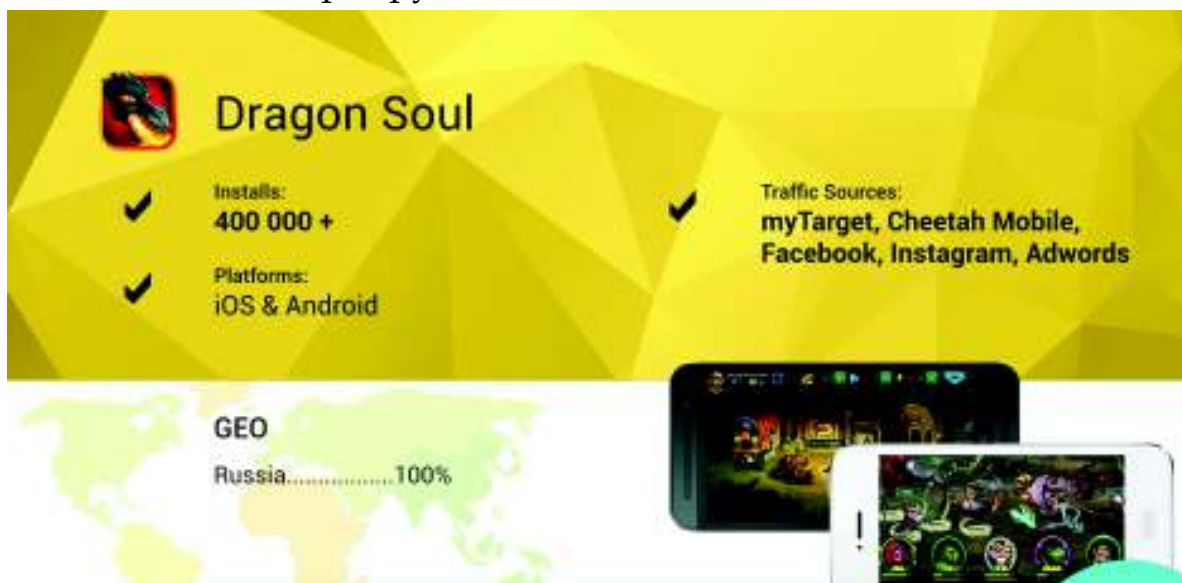 Dragon Soul
Installs:
400 000 +
Platforms:
iOS & Android
Traffic Sources:
myTarget, Cheetah Mobile,
Facebook, Instagram, Adwords
GEO
Russia.................100%